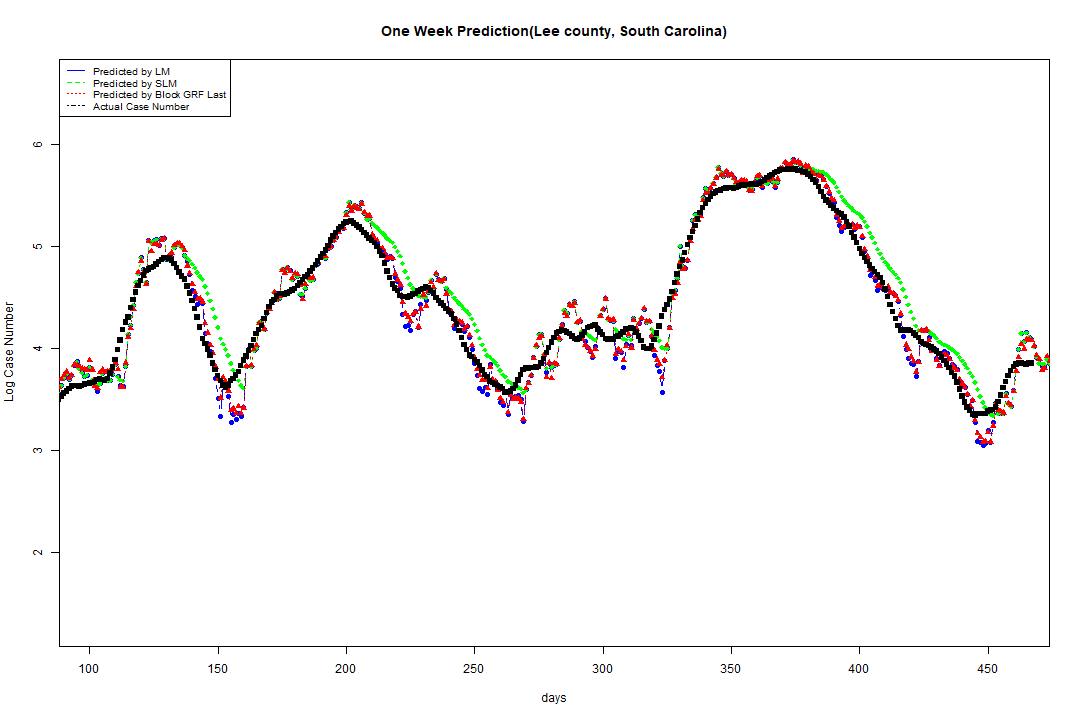 One Week Prediction(Lee county, South Carolina)
Predicted by LM
Predicted by SLM
Predicted by Block GRF Last
Actual Case Number
Log Case Number
6
5
4
3
2
100 150 200 250 300 350 400 450
days